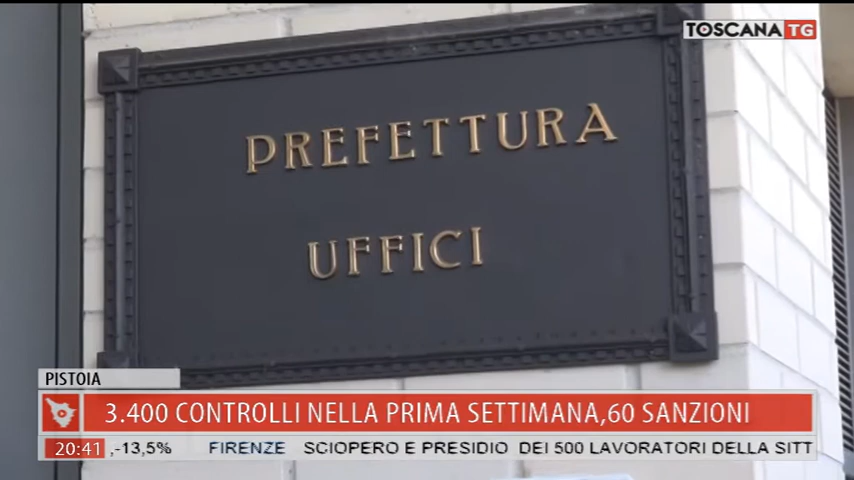 TOSCANA TG
PREFETTURA
UFFICI
PISTOIA
3.400 CONTROLLI NELLA PRIMA SETTIMANA,60 SANZIONI
20:41 ,-13,5% FIRENZE SCIOPERO E PRESIDIO DEI 500 LAVORATORI DELLA SITT